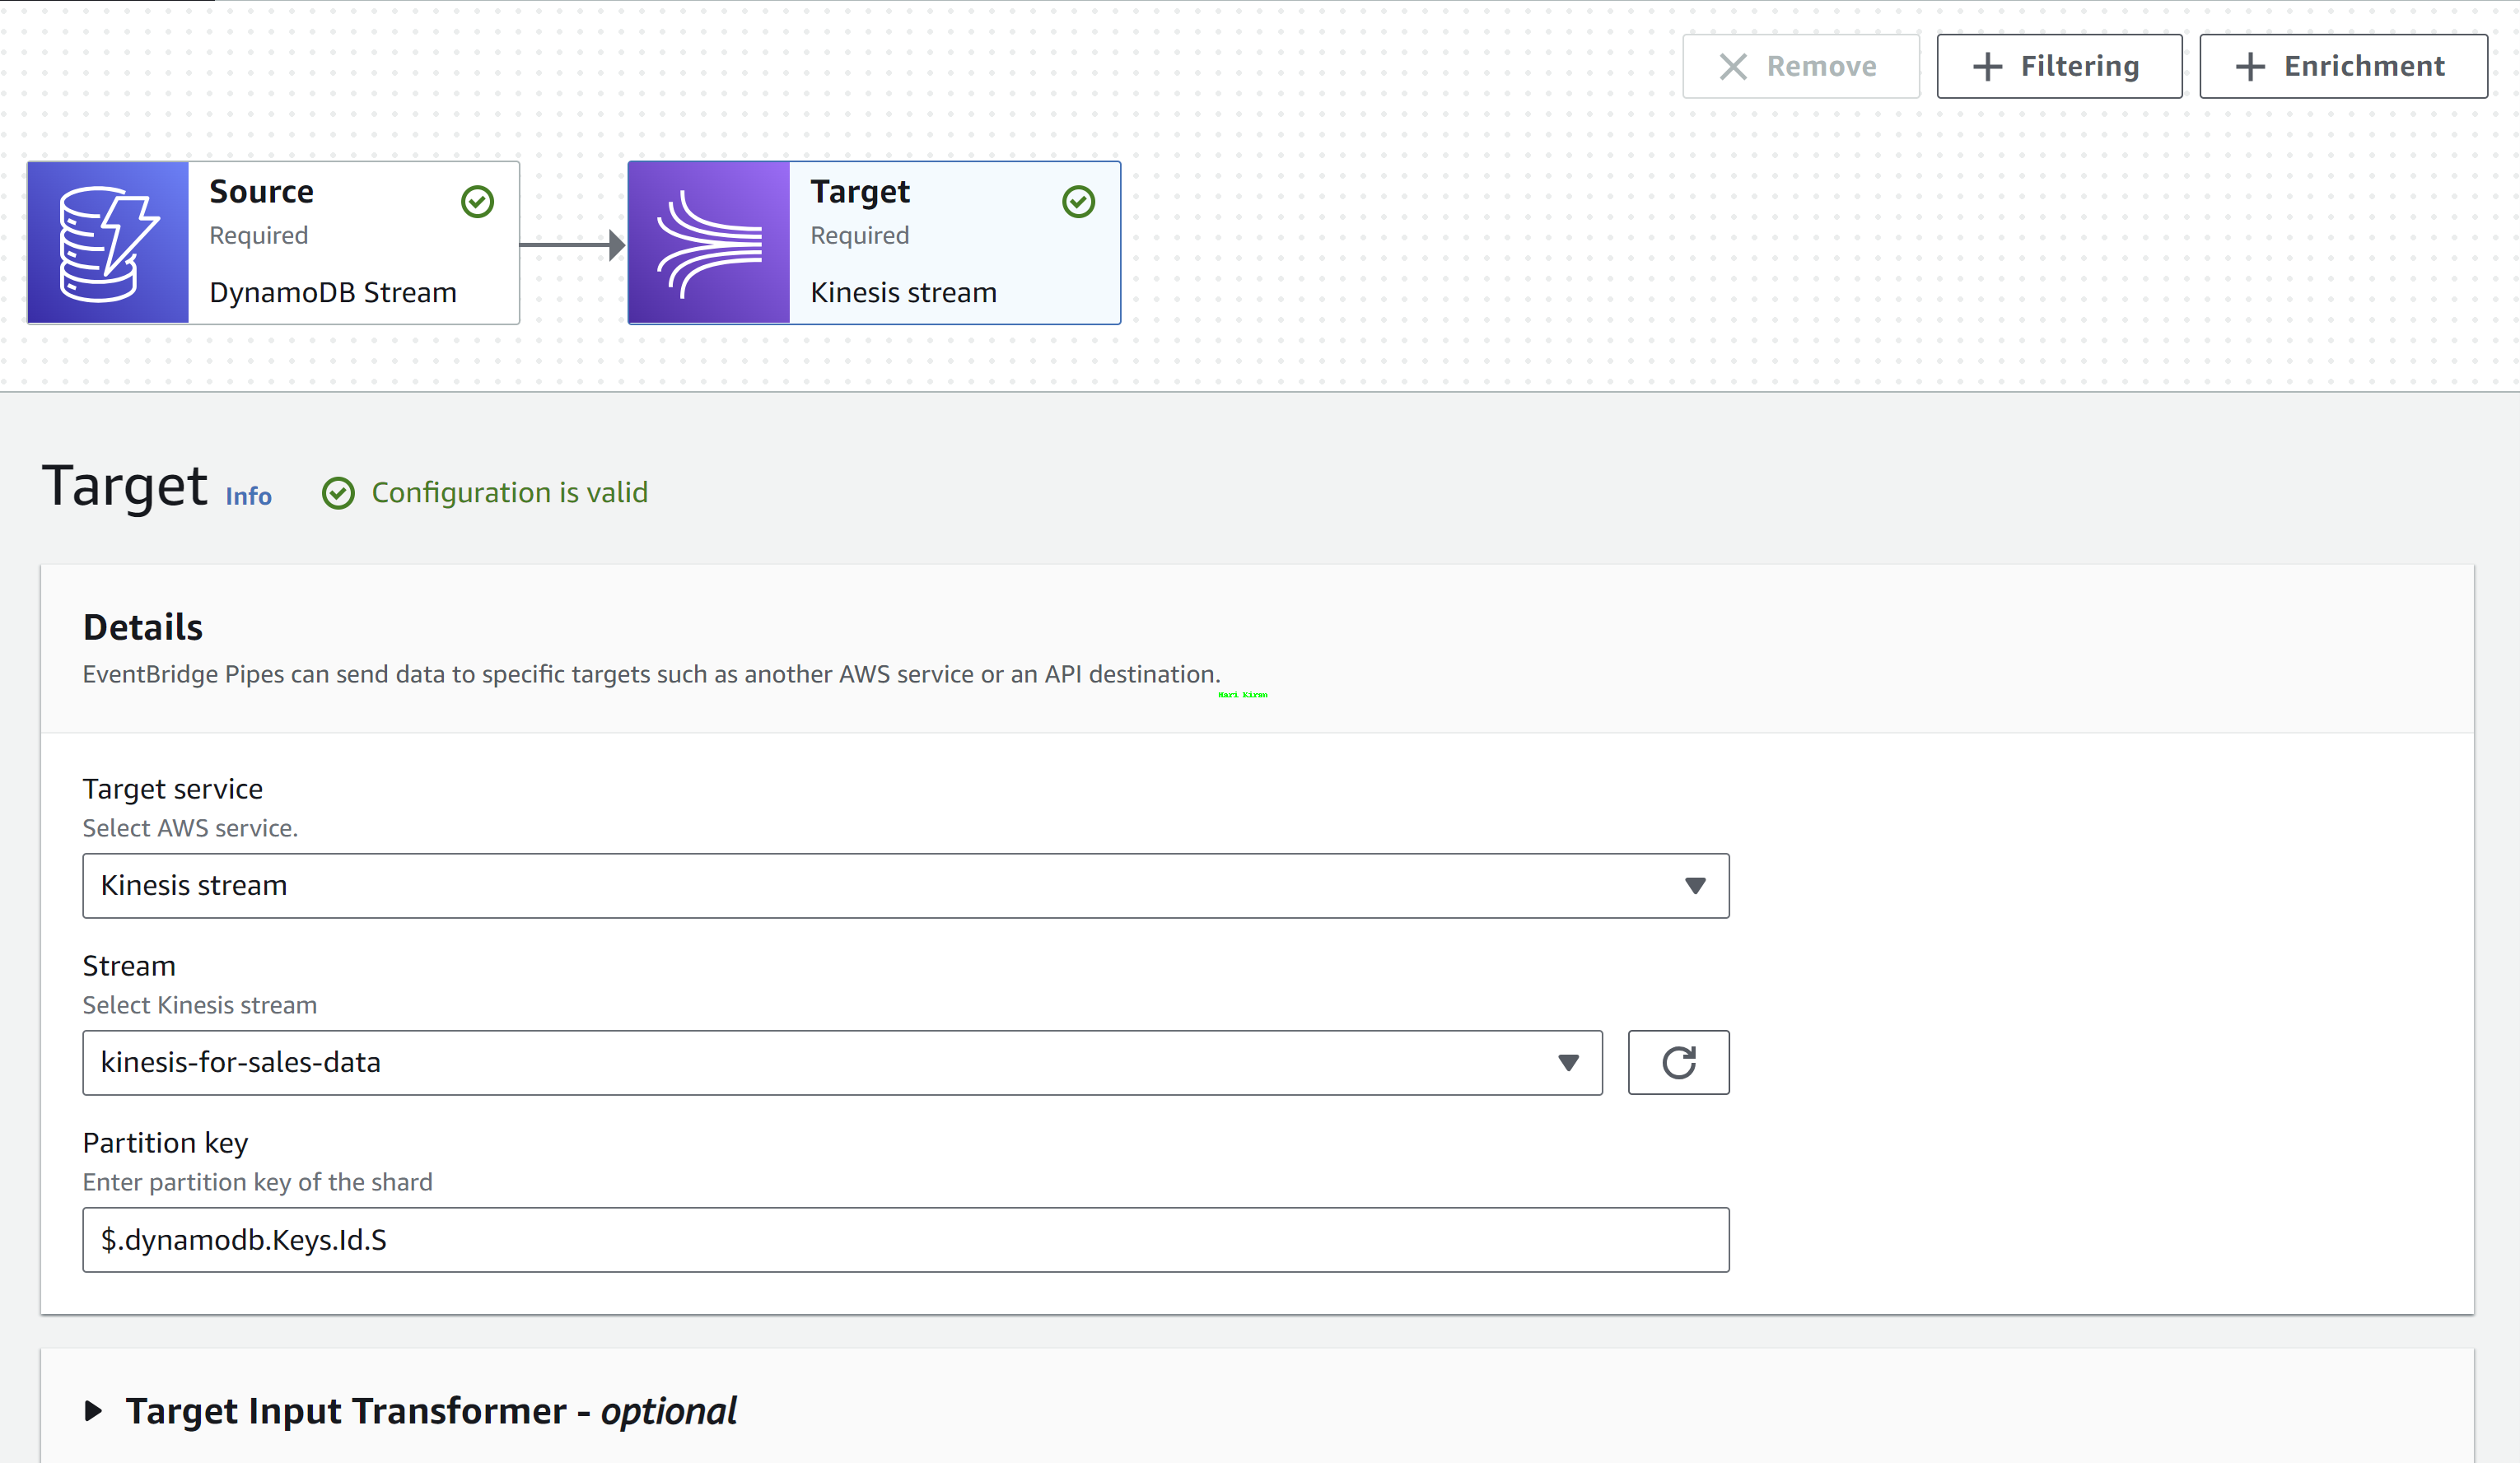 Remove
Filtering
Enrichment
Source
Required
DynamoDB Stream
Target
Required
Kinesis stream
Target Info Configuration is valid
Details
EventBridge Pipes can send data to specific targets such as another AWS service or an API destination.
Target service
Select AWS service.
Kinesis stream
Stream
Select Kinesis stream
kinesis-for-sales-data
Partition key
Enter partition key of the shard
$.dynamodb.Keys.Id.S
Target Input Transformer - optional